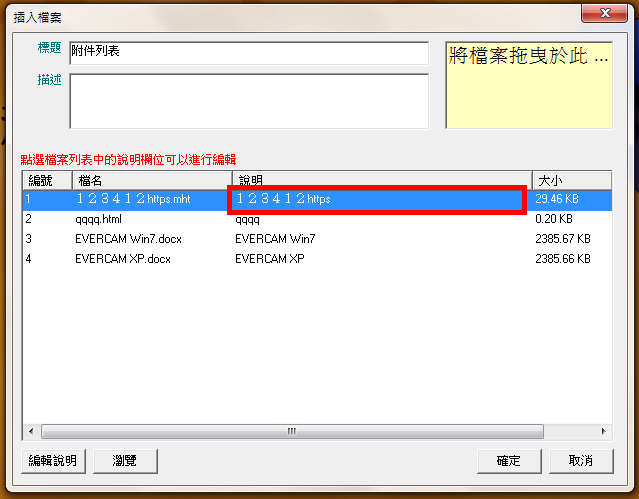 插入檔案
標題
附件列表
將檔案拖曳於此 ...
描述
點選檔案列表中的說明欄位可以進行編輯
編號 檔名 說明 大小
1 １２３４１２https.mht １２３４１２https 29.46 KB
2 qqqq.html qqqq 0.20 KB
3 EVERCAM Win7.docx EVERCAM Win7 2385.67 KB
4 EVERCAM XP.docx EVERCAM XP 2385.66 KB
編輯說明 瀏覽 確定 取消